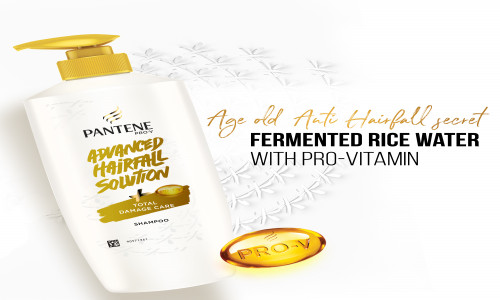 PANTENE
PRO-V
ADVANCED
HAIRFALL
SOLUTION
TOTAL
DAMAGE CARE
SHAMPOO
Age old Anti Hairfall secret
FERMENTED RICE WATER
WITH PRO-VITAMIN
PRO-V